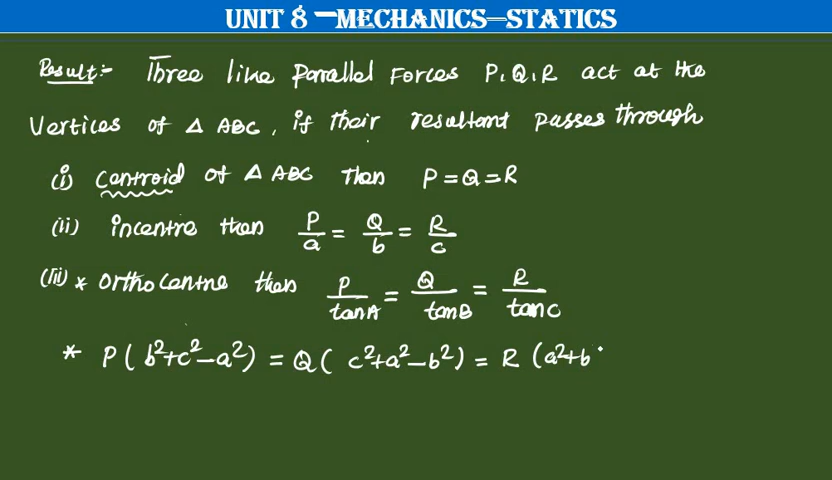 UNIT 8 – MECHANICS–STATICS
Result:- Three like Parallel Forces P, Q, R act at the
Vertices of Δ ABC, if their resultant passes through
(i) Centroid of Δ ABC then P = Q = R
(ii) incentre then P/a = Q/b = R/c
(iii) * Orthocentre then P/tanA = Q/tanB = R/tanC
* P(b²+c²-a²) = Q(c²+a²-b²) = R(a²+b